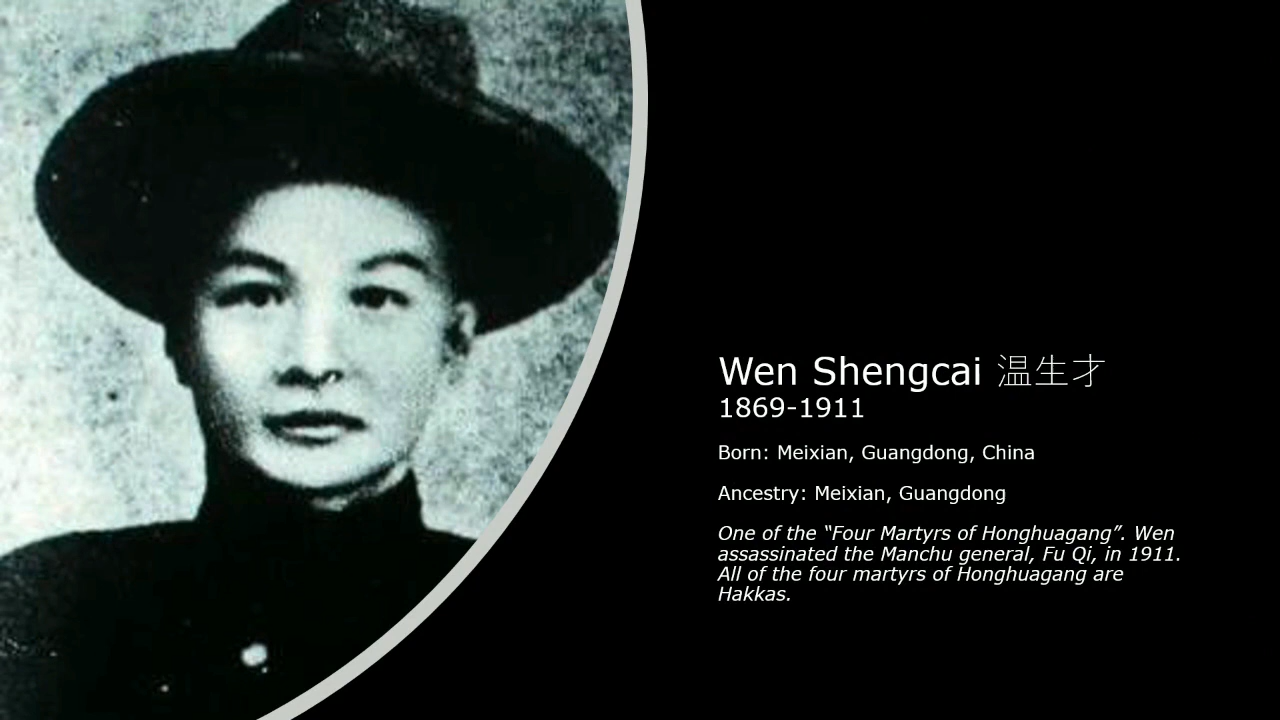 Wen Shengcai 温生才
1869-1911
Born: Meixian, Guangdong, China
Ancestry: Meixian, Guangdong
One of the “Four Martyrs of Honghuagang”. Wen
assassinated the Manchu general, Fu Qi, in 1911.
All of the four martyrs of Honghuagang are
Hakkas.